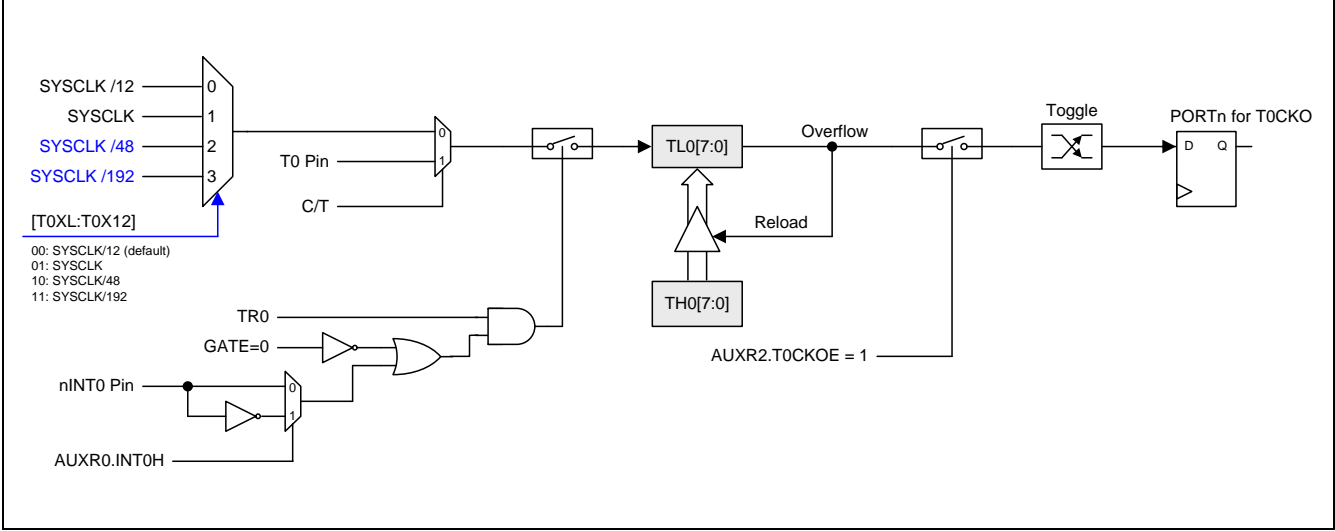 SYSCLK /12
SYSCLK
SYSCLK /48
SYSCLK /192
0
1
2
3
[T0XL:T0X12]
00: SYSCLK/12 (default)
01: SYSCLK
10: SYSCLK/48
11: SYSCLK/192
T0 Pin
C/T
0
1
TL0[7:0]
Overflow
Reload
TH0[7:0]
Toggle
PORTn for T0CKO
D Q
TR0
GATE=0
nINT0 Pin
0
1
AUXR0.INT0H
AUXR2.T0CKOE = 1